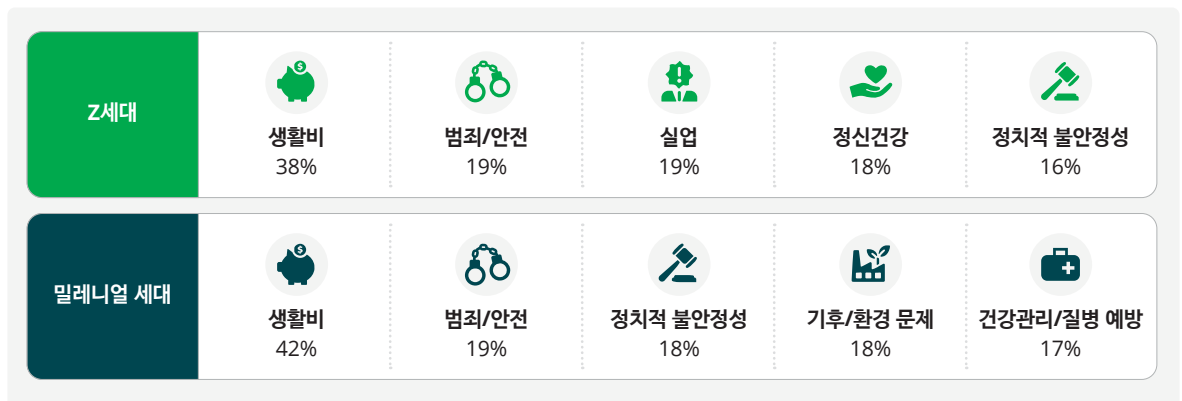 Z세대
생활비
38%
범죄/안전
19%
실업
19%
정신건강
18%
정치적 불안정성
16%
밀레니얼 세대
생활비
42%
범죄/안전
19%
정치적 불안정성
18%
기후/환경 문제
18%
건강관리/질병 예방
17%